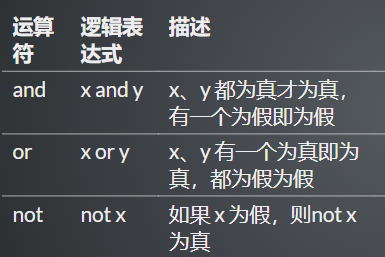 运算符 逻辑表达式 描述
and x and y x、y 都为真才为真，有一个为假即为假
or x or y x、y 有一个为真即为真，都为假为假
not not x 如果 x 为假，则not x 为真